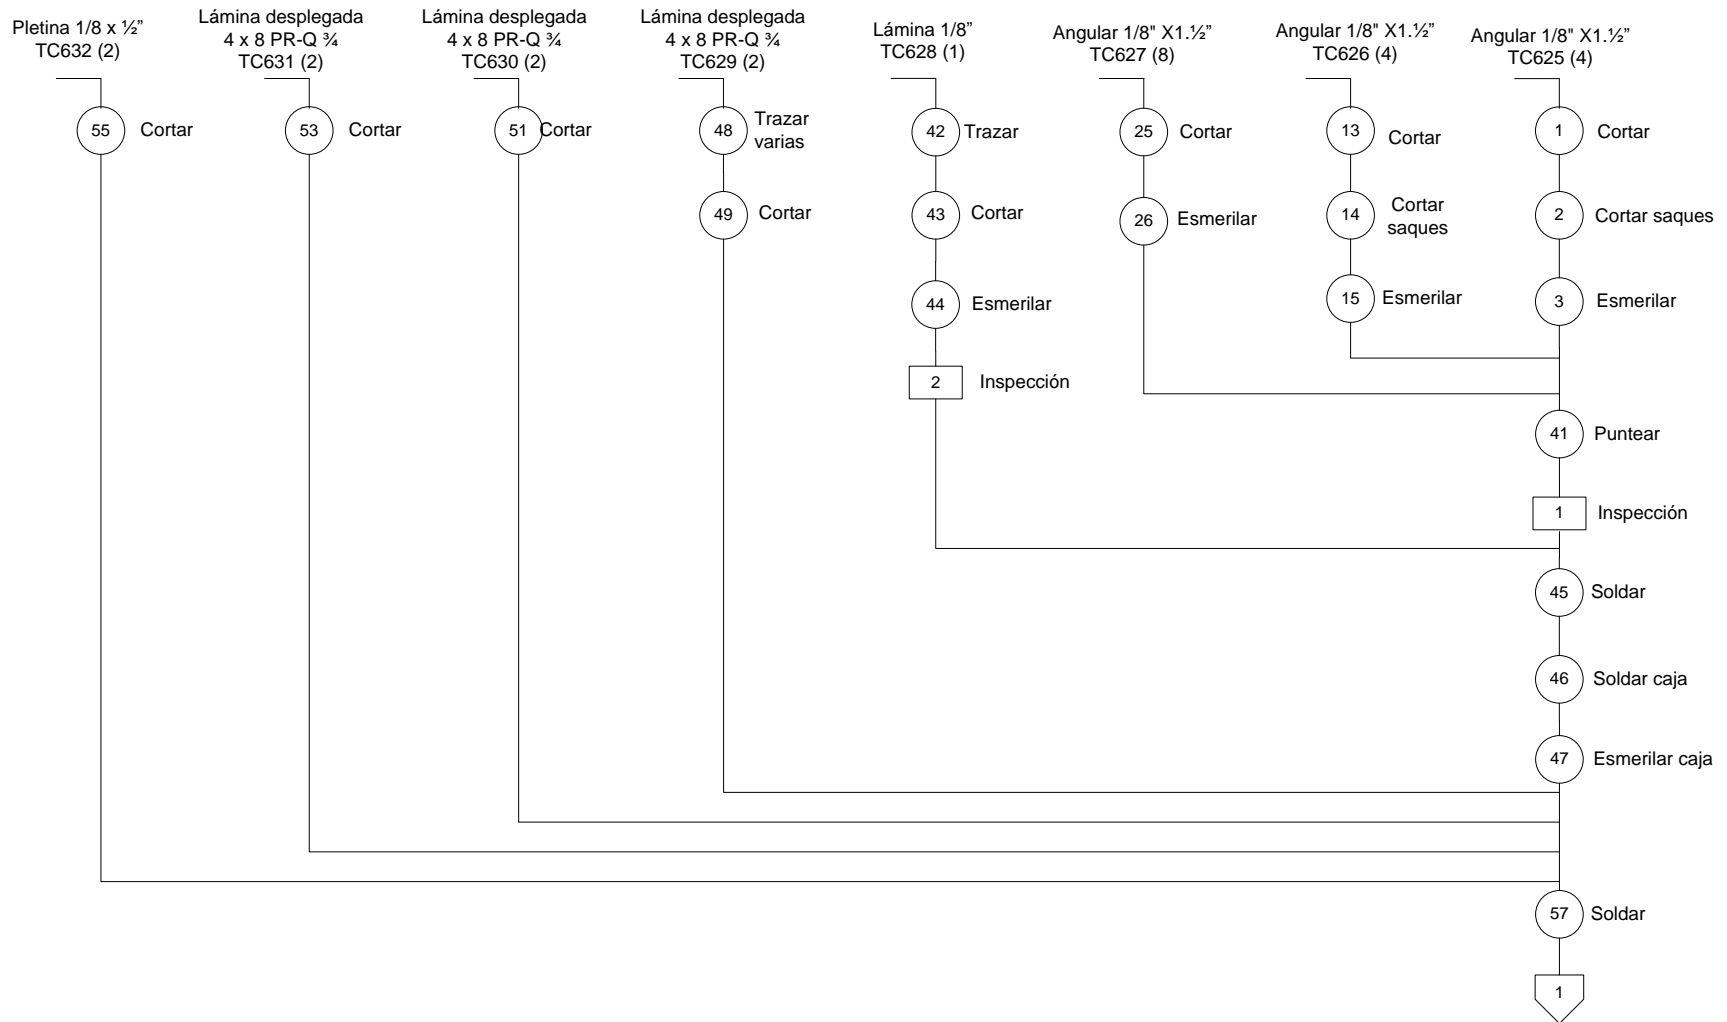 Pletina 1/8 x ½”
TC632 (2)
Lámina desplegada
4 x 8 PR-Q ¾
TC631 (2)
Lámina desplegada
4 x 8 PR-Q ¾
TC630 (2)
Lámina desplegada
4 x 8 PR-Q ¾
TC629 (2)
Lámina 1/8”
TC628 (1)
Angular 1/8" X1.½”
TC627 (8)
Angular 1/8" X1.½”
TC626 (4)
Angular 1/8" X1.½”
TC625 (4)
55 Cortar
53 Cortar
51 Cortar
48 Trazar
varias
42 Trazar
25 Cortar
13 Cortar
1 Cortar
49 Cortar
43 Cortar
26 Esmerilar
14 Cortar
saques
2 Cortar saques
44 Esmerilar
15 Esmerilar
3 Esmerilar
2 Inspección
41 Puntear
1 Inspección
45 Soldar
46 Soldar caja
47 Esmerilar caja
57 Soldar
1